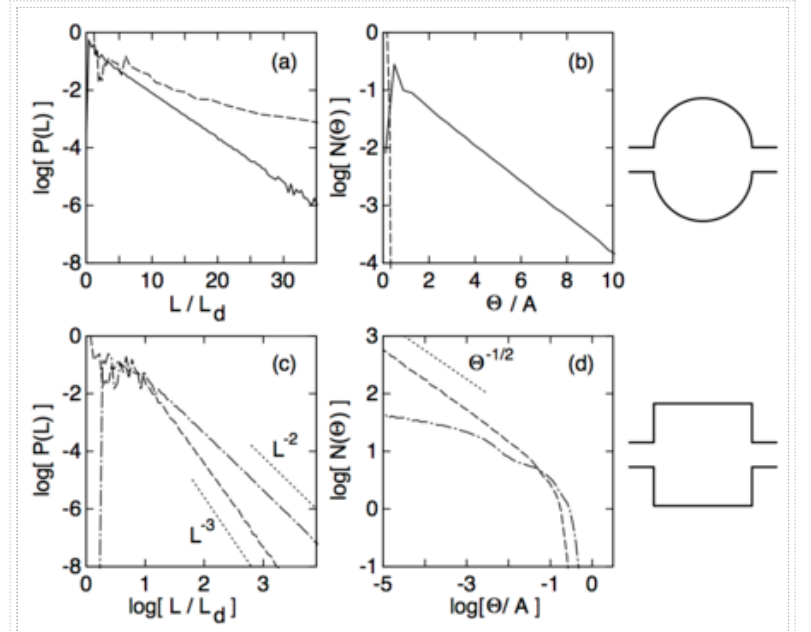 0
-2
-4
-6
-8
log[ P(L) ]
(a)
0 10 20 30
L / L_d
0
-1
-2
-3
-4
log[ N(Θ) ]
(b)
0 2 4 6 8 10
Θ / A
0
-2
-4
-6
-8
log[ P(L) ]
(c)
L⁻²
L⁻³
0 1 2 3
log[ L / L_d ]
3
2
1
0
-1
log[ N(Θ) ]
Θ^-1/2
(d)
-5 -3 -1 0
log[Θ/ A ]